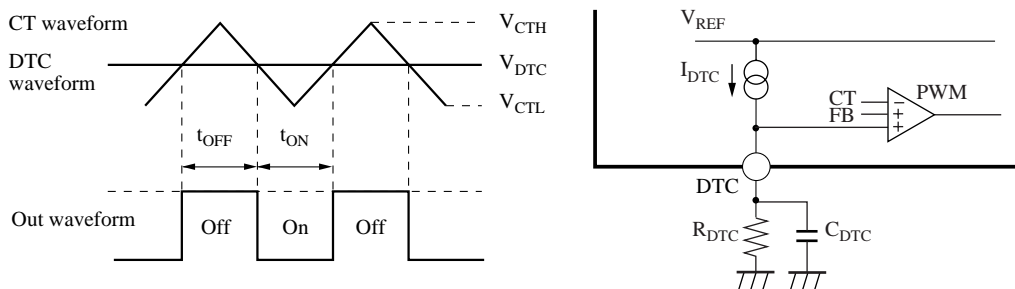 CT waveform
V_CTH
DTC
waveform
V_DTC
V_CTL
t_OFF
t_ON
Out waveform
Off
On
Off
V_REF
I_DTC
CT
FB
PWM
−
+
+
DTC
R_DTC
C_DTC